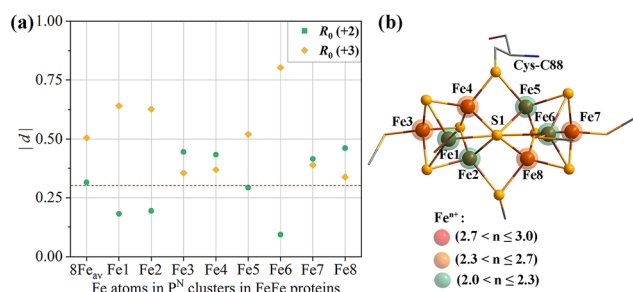 (a)
R₀ (+2)
R₀ (+3)
1.00
0.75
0.50
0.25
0.00
| d |
8Feav Fe1 Fe2 Fe3 Fe4 Fe5 Fe6 Fe7 Fe8
Fe atoms in Pᴺ clusters in FeFe proteins
(b)
Cys-C88
Fe4 Fe5
Fe3 S1 Fe6 Fe7
Fe1
Fe2 Fe8
Feⁿ⁺ :
(2.7 < n ≤ 3.0)
(2.3 < n ≤ 2.7)
(2.0 < n ≤ 2.3)